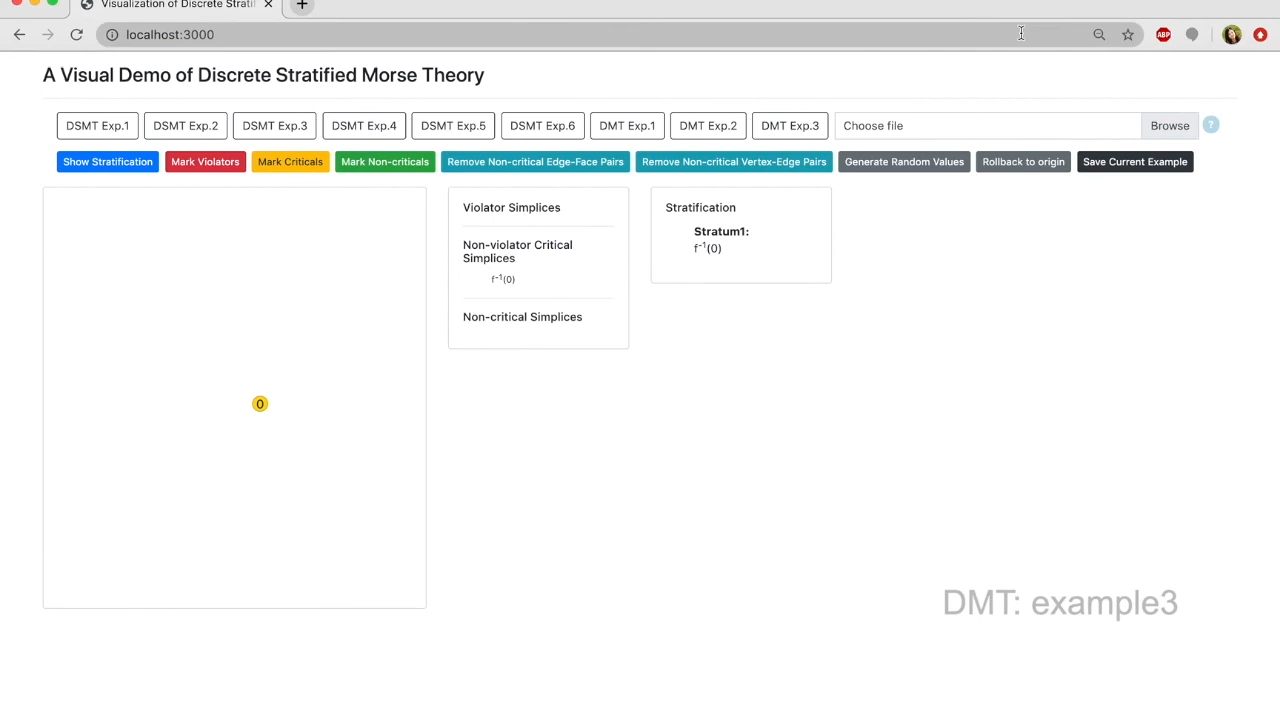 Visualization of Discrete Stratif
localhost:3000
ABP
A Visual Demo of Discrete Stratified Morse Theory
DSMT Exp.1 DSMT Exp.2 DSMT Exp.3 DSMT Exp.4 DSMT Exp.5 DSMT Exp.6 DMT Exp.1 DMT Exp.2 DMT Exp.3 Choose file Browse ?
Show Stratification Mark Violators Mark Criticals Mark Non-criticals Remove Non-critical Edge-Face Pairs Remove Non-critical Vertex-Edge Pairs Generate Random Values Rollback to origin Save Current Example
0
Violator Simplices
Non-violator Critical
Simplices
f⁻¹(0)
Non-critical Simplices
Stratification
Stratum1:
f⁻¹(0)
DMT: example3